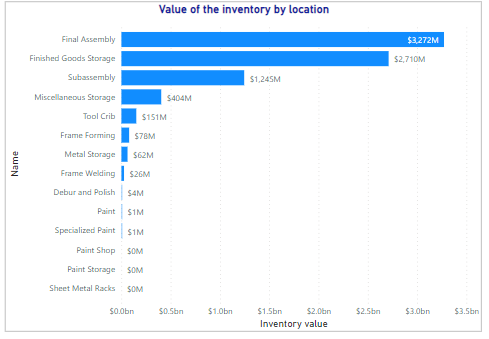 Value of the inventory by location
Final Assembly $3,272M
Finished Goods Storage $2,710M
Subassembly $1,245M
Miscellaneous Storage $404M
Tool Crib $151M
Frame Forming $78M
Metal Storage $62M
Frame Welding $26M
Debur and Polish $4M
Paint $1M
Specialized Paint $1M
Paint Shop $0M
Paint Storage $0M
Sheet Metal Racks $0M
Name
$0.0bn $0.5bn $1.0bn $1.5bn $2.0bn $2.5bn $3.0bn $3.5bn
Inventory value